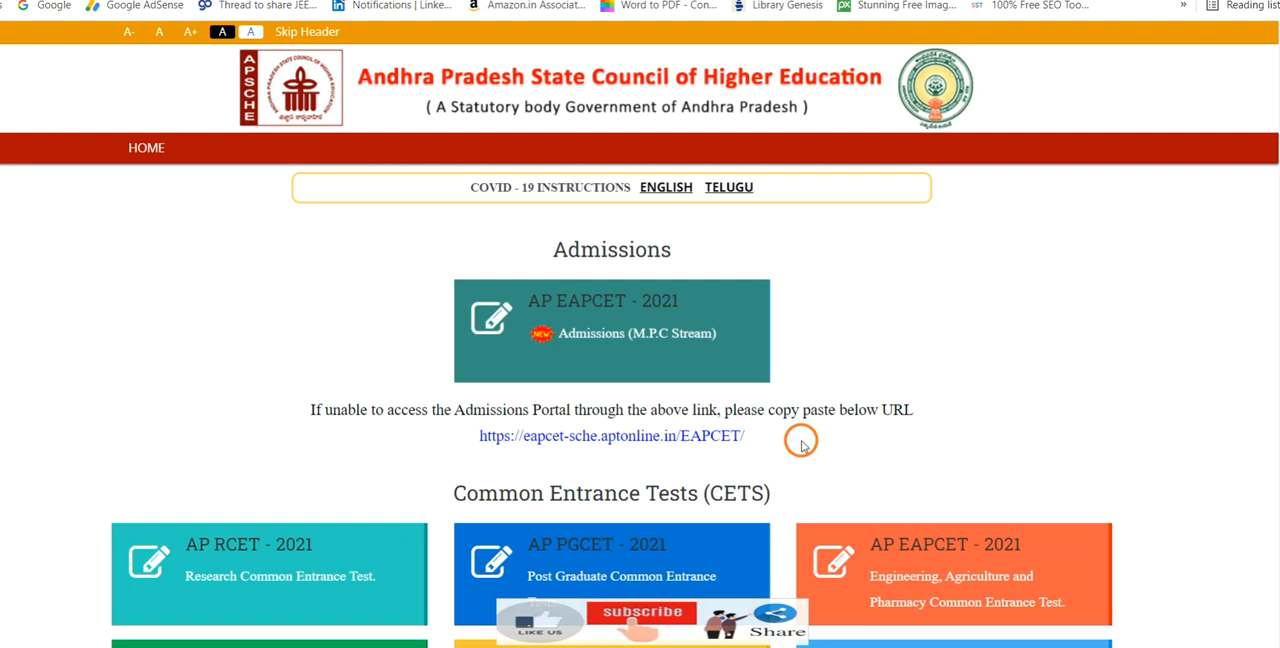 Google
Google AdSense
Thread to share JEE...
Notifications | Linke...
Amazon.in Associat...
Word to PDF - Con...
Library Genesis
Stunning Free Imag...
100% Free SEO Too...
»
Reading list
A-
A
A+
A
A
Skip Header
APSCHE
Andhra Pradesh State Council of Higher Education
( A Statutory body Government of Andhra Pradesh )
HOME
COVID - 19 INSTRUCTIONS ENGLISH TELUGU
Admissions
AP EAPCET - 2021
NEW Admissions (M.P.C Stream)
If unable to access the Admissions Portal through the above link, please copy paste below URL
https://eapcet-sche.aptonline.in/EAPCET/
Common Entrance Tests (CETS)
AP RCET - 2021
Research Common Entrance Test.
AP PGCET - 2021
Post Graduate Common Entrance
AP EAPCET - 2021
Engineering, Agriculture and
Pharmacy Common Entrance Test.
LIKE US
subscribe
Share